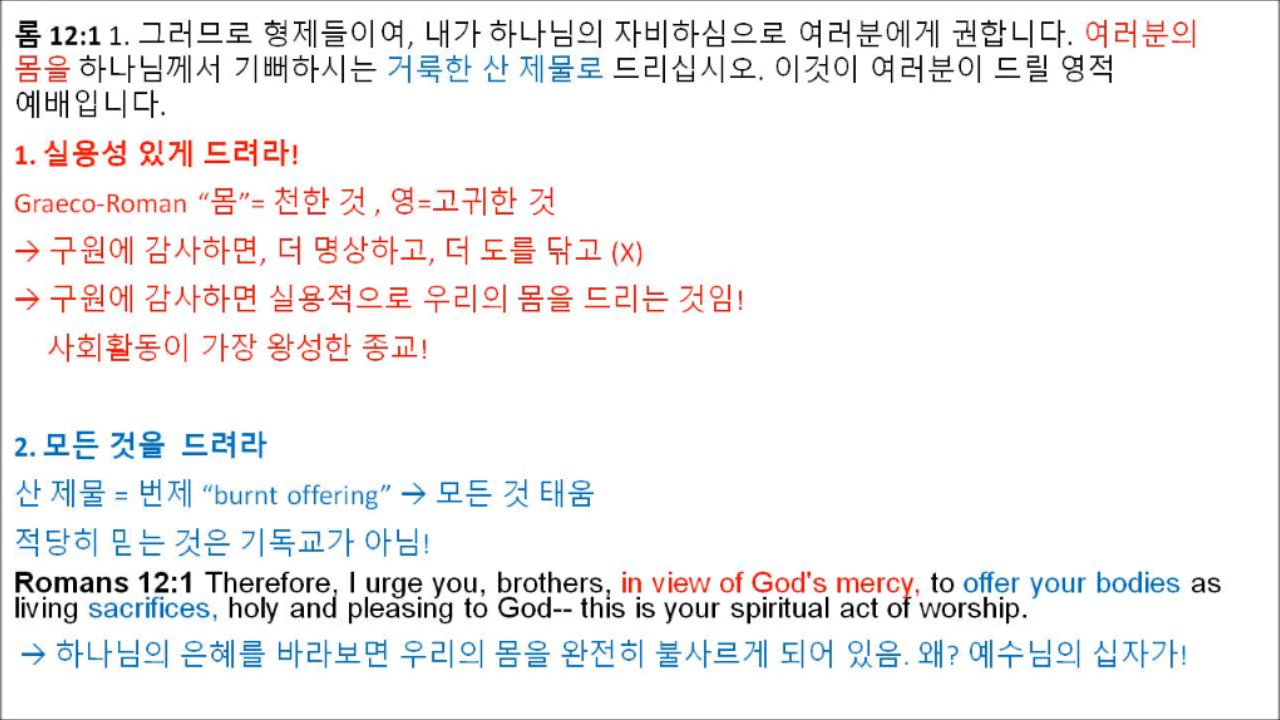 롬 12:1 1. 그러므로 형제들이여, 내가 하나님의 자비하심으로 여러분에게 권합니다. 여러분의
몸을 하나님께서 기뻐하시는 거룩한 산 제물로 드리십시오. 이것이 여러분이 드릴 영적
예배입니다.
1. 실용성 있게 드려라!
Graeco-Roman “몸”= 천한 것 , 영=고귀한 것
→ 구원에 감사하면, 더 명상하고, 더 도를 닦고 (X)
→ 구원에 감사하면 실용적으로 우리의 몸을 드리는 것임!
사회활동이 가장 왕성한 종교!
2. 모든 것을 드려라
산 제물 = 번제 “burnt offering” → 모든 것 태움
적당히 믿는 것은 기독교가 아님!
Romans 12:1 Therefore, I urge you, brothers, in view of God's mercy, to offer your bodies as
living sacrifices, holy and pleasing to God-- this is your spiritual act of worship.
→ 하나님의 은혜를 바라보면 우리의 몸을 완전히 불사르게 되어 있음. 왜? 예수님의 십자가!